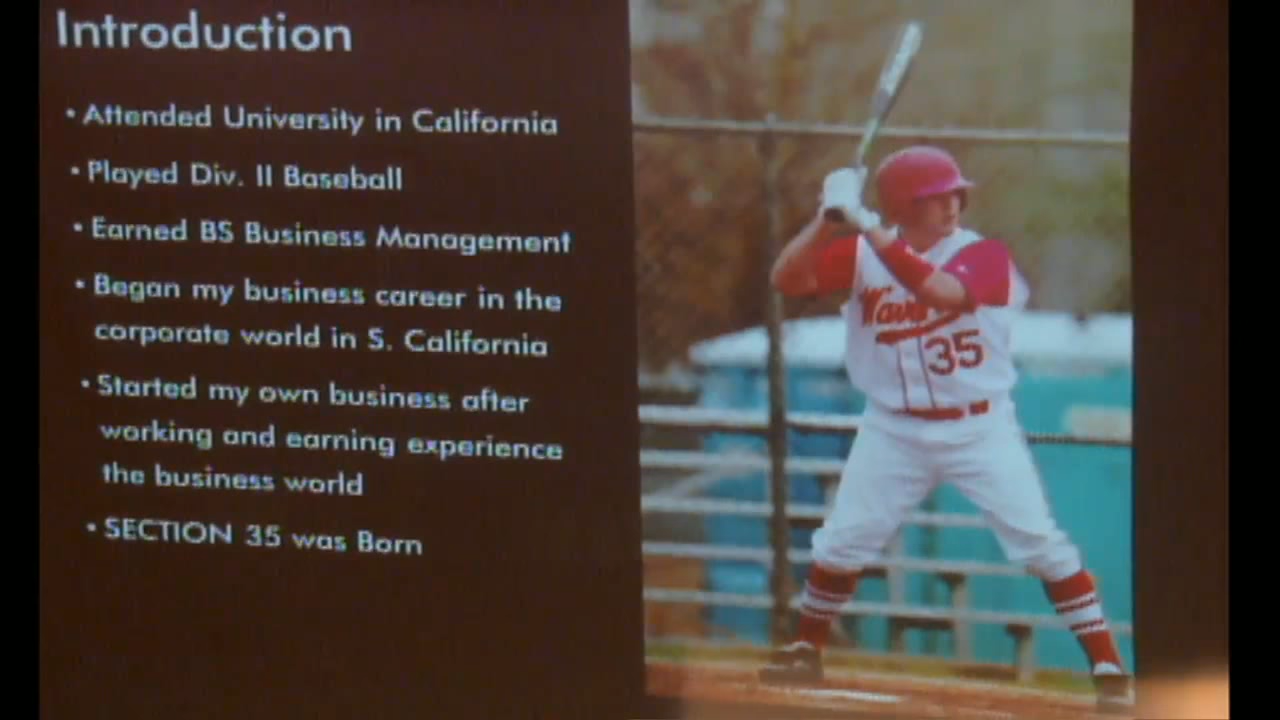 Introduction
• Attended University in California
• Played Div. II Baseball
• Earned BS Business Management
• Began my business career in the
corporate world in S. California
• Started my own business after
working and earning experience
the business world
• SECTION 35 was Born
35